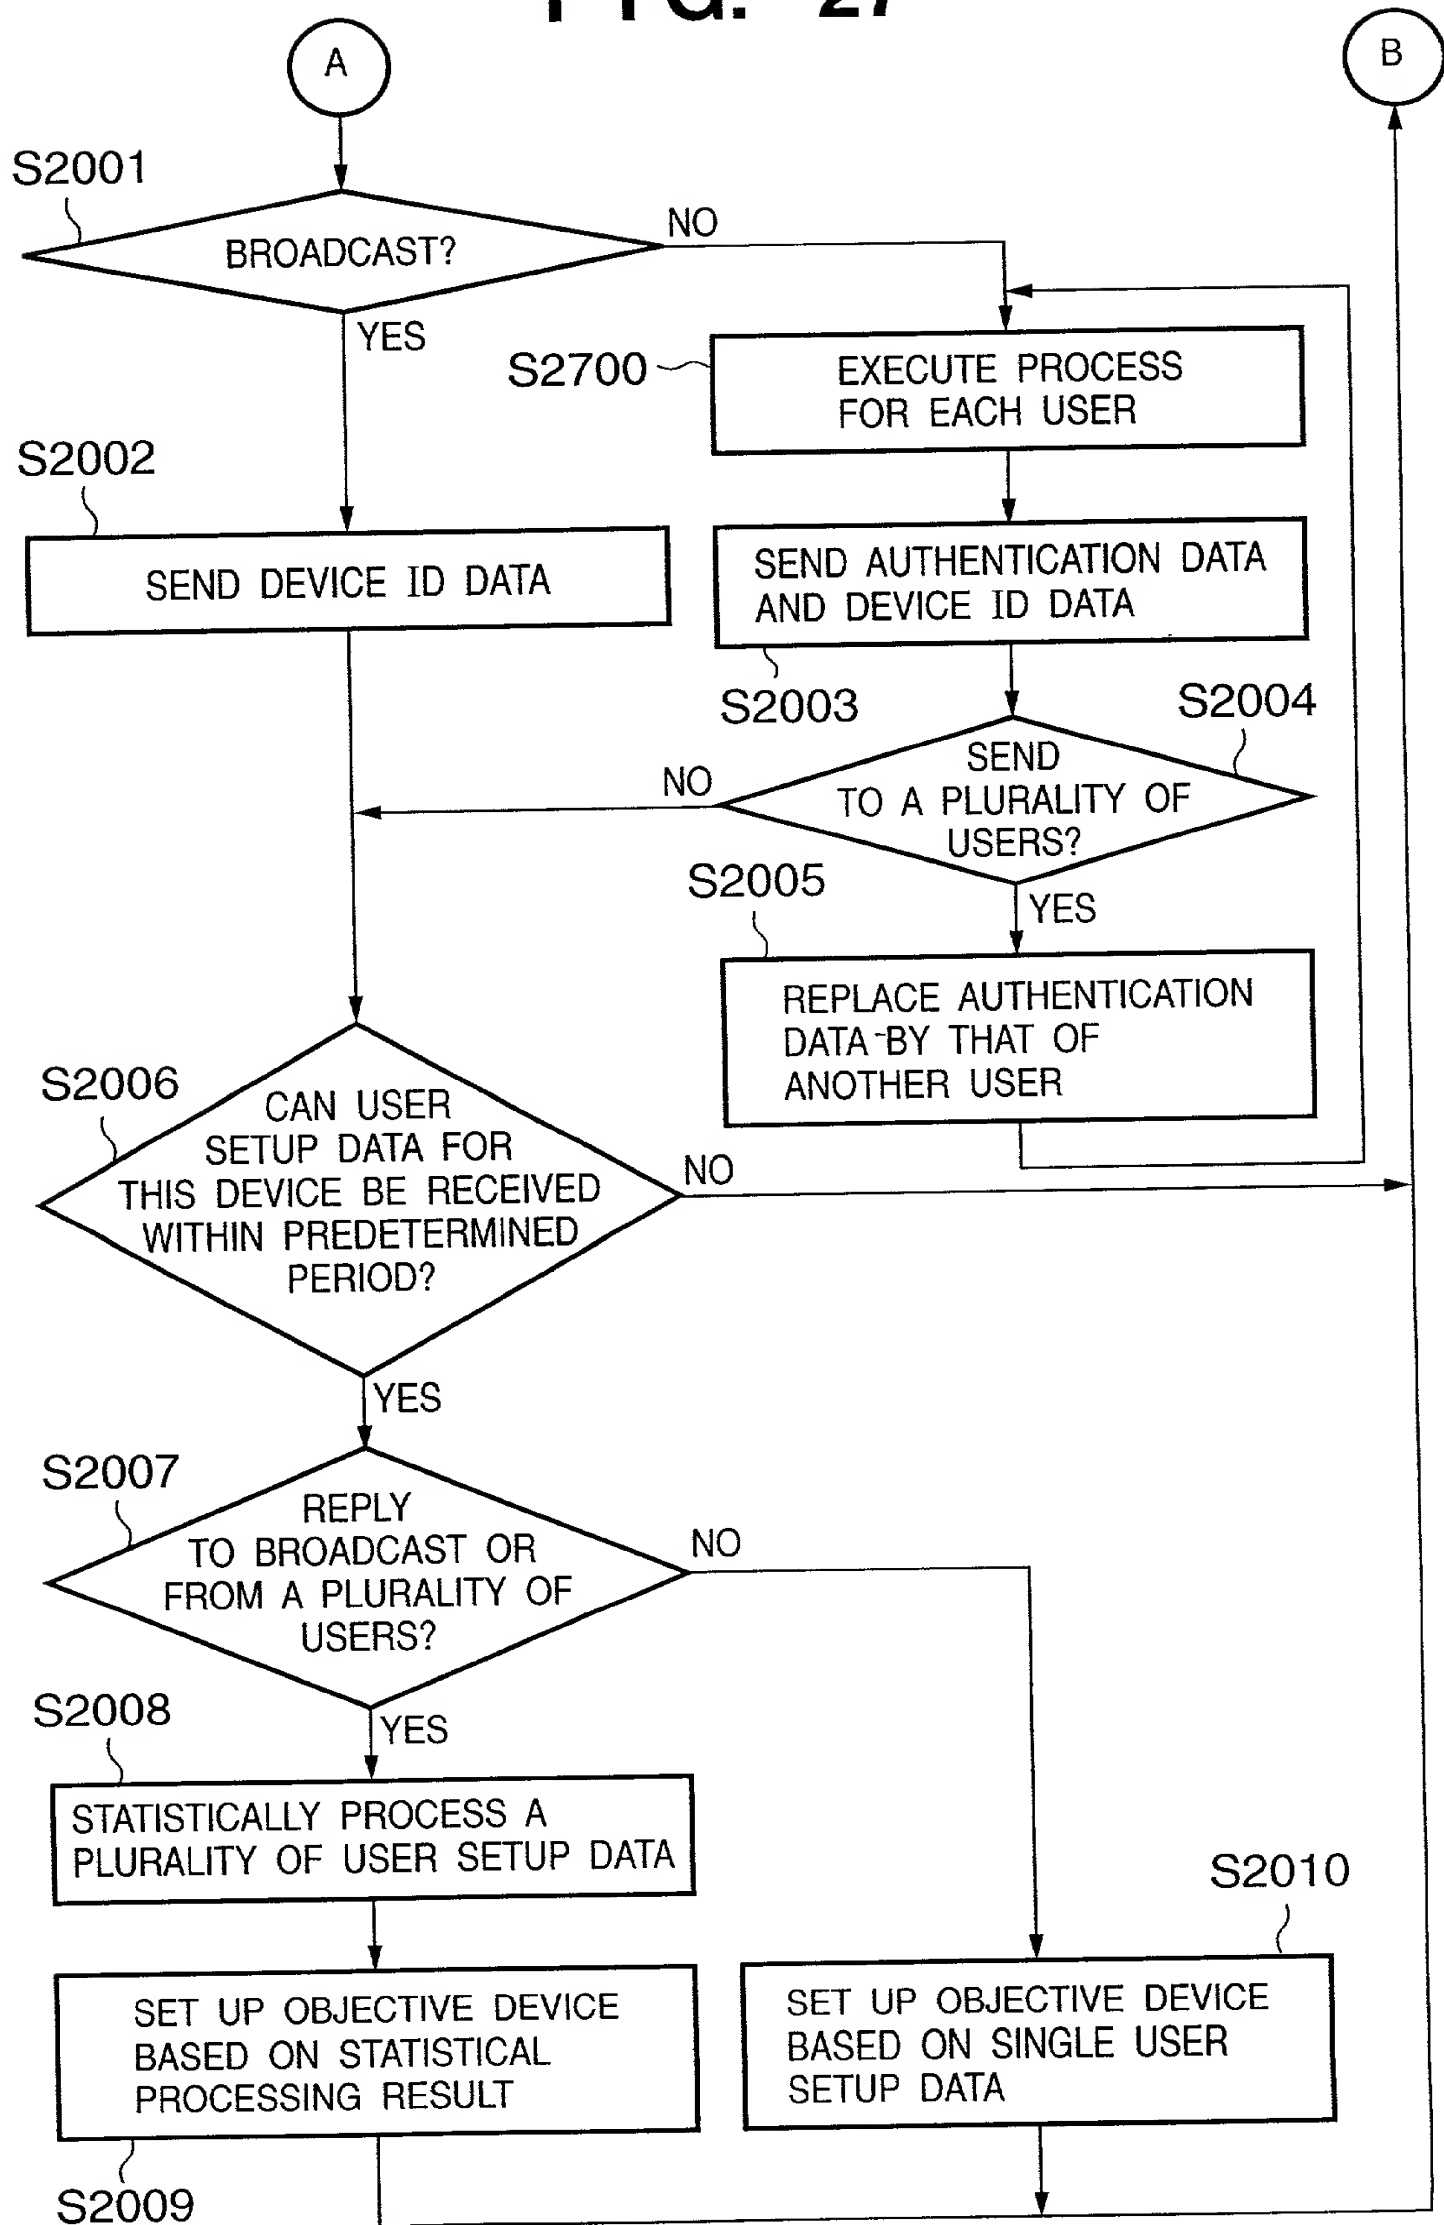 FIG. 27
A
B
S2001
BROADCAST?
NO
YES
S2700
EXECUTE PROCESS
FOR EACH USER
S2002
SEND DEVICE ID DATA
SEND AUTHENTICATION DATA
AND DEVICE ID DATA
S2003
S2004
SEND
TO A PLURALITY OF
USERS?
NO
YES
S2005
REPLACE AUTHENTICATION
DATA BY THAT OF
ANOTHER USER
S2006
CAN USER
SETUP DATA FOR
THIS DEVICE BE RECEIVED
WITHIN PREDETERMINED
PERIOD?
NO
YES
S2007
REPLY
TO BROADCAST OR
FROM A PLURALITY OF
USERS?
NO
YES
S2008
STATISTICALLY PROCESS A
PLURALITY OF USER SETUP DATA
S2010
SET UP OBJECTIVE DEVICE
BASED ON STATISTICAL
PROCESSING RESULT
S2009
SET UP OBJECTIVE DEVICE
BASED ON SINGLE USER
SETUP DATA